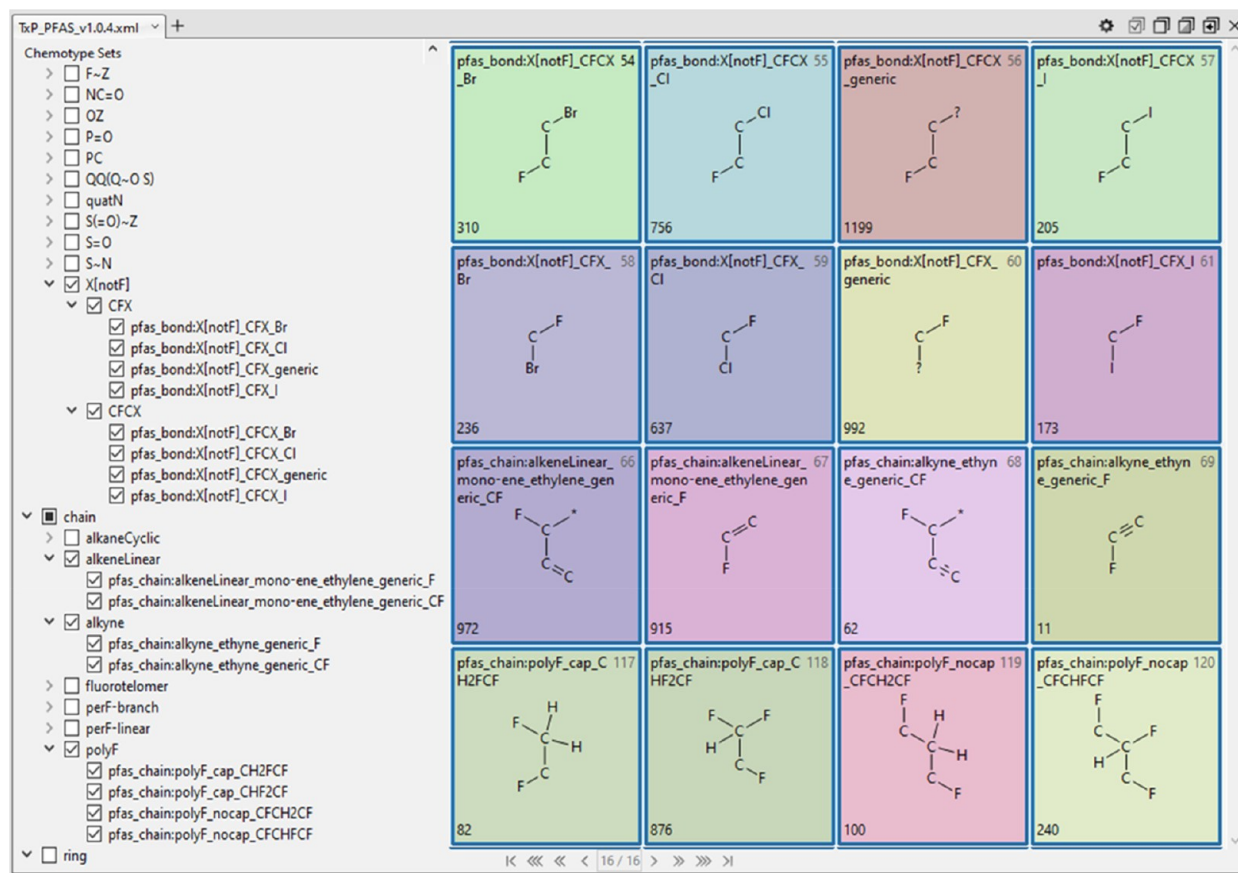 TxP_PFAS_v1.0.4.xml
Chemotype Sets
F~Z
NC=O
OZ
P=O
PC
QQ(Q~O S)
quatN
S(=O)~Z
S=O
S~N
X[notF]
CFX
pfas_bond:X[notF]_CFX_Br
pfas_bond:X[notF]_CFX_Cl
pfas_bond:X[notF]_CFX_generic
pfas_bond:X[notF]_CFX_I
CFCX
pfas_bond:X[notF]_CFCX_Br
pfas_bond:X[notF]_CFCX_Cl
pfas_bond:X[notF]_CFCX_generic
pfas_bond:X[notF]_CFCX_I
chain
alkaneCyclic
alkeneLinear
pfas_chain:alkeneLinear_mono-ene_ethylene_generic_F
pfas_chain:alkeneLinear_mono-ene_ethylene_generic_CF
alkyne
pfas_chain:alkyne_ethyne_generic_F
pfas_chain:alkyne_ethyne_generic_CF
fluorotelomer
perF-branch
perF-linear
polyF
pfas_chain:polyF_cap_CH2FCF
pfas_chain:polyF_cap_CHF2CF
pfas_chain:polyF_nocap_CFCH2CF
pfas_chain:polyF_nocap_CFCHFCF
ring
pfas_bond:X[notF]_CFCX 54
_Br
Br
C
C
F
310
pfas_bond:X[notF]_CFCX 55
_Cl
Cl
C
C
F
756
pfas_bond:X[notF]_CFCX 56
_generic
?
C
C
F
1199
pfas_bond:X[notF]_CFCX 57
_I
I
C
C
F
205
pfas_bond:X[notF]_CFX_ 58
Br
F
C
Br
236
pfas_bond:X[notF]_CFX_ 59
Cl
F
C
Cl
637
pfas_bond:X[notF]_CFX_ 60
generic
F
C
?
992
pfas_bond:X[notF]_CFX_I 61
F
C
I
173
pfas_chain:alkeneLinear_ 66
mono-ene_ethylene_gen
eric_CF
F *
C
C
C
972
pfas_chain:alkeneLinear_ 67
mono-ene_ethylene_gen
eric_F
C
C
F
915
pfas_chain:alkyne_ethyn 68
e_generic_CF
F *
C
C
C
62
pfas_chain:alkyne_ethyn 69
e_generic_F
C
C
F
11
pfas_chain:polyF_cap_C 117
H2FCF
H
F
C
H
C
F
82
pfas_chain:polyF_cap_C 118
HF2CF
F F
C
H
C
F
876
pfas_chain:polyF_nocap 119
_CFCH2CF
F
H
C
C
H
C
F
100
pfas_chain:polyF_nocap 120
_CFCHFCF
F
F
C
C
H
C
F
240
16 / 16